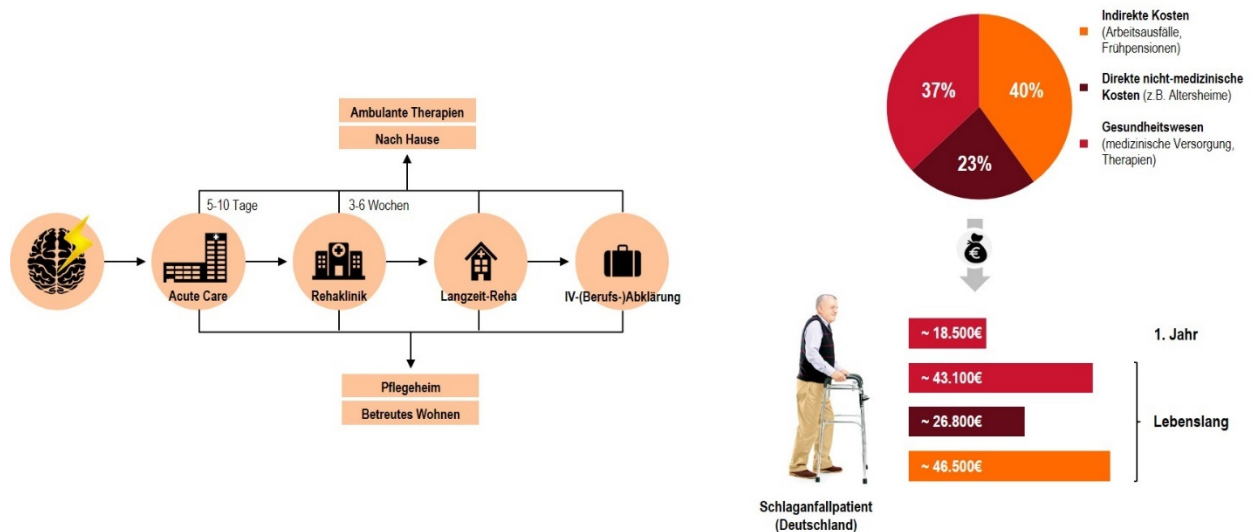 Ambulante Therapien
Nach Hause
5-10 Tage
3-6 Wochen
Acute Care
Rehaklinik
Langzeit-Reha
IV-(Berufs-)Abklärung
Pflegeheim
Betreutes Wohnen
37%
40%
23%
Indirekte Kosten
(Arbeitsausfälle,
Frühpensionen)
Direkte nicht-medizinische
Kosten (z.B. Altersheime)
Gesundheitswesen
(medizinische Versorgung,
Therapien)
€
~ 18.500€
1. Jahr
~ 43.100€
~ 26.800€
Lebenslang
~ 46.500€
Schlaganfallpatient
(Deutschland)